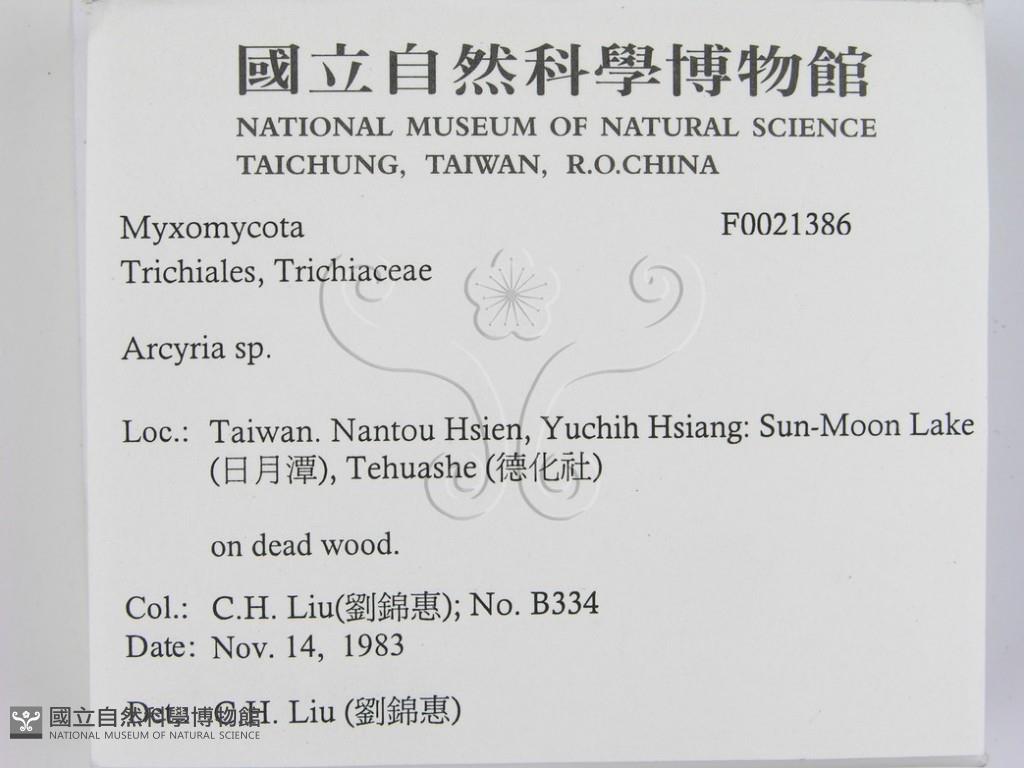 國立自然科學博物館
NATIONAL MUSEUM OF NATURAL SCIENCE
TAICHUNG, TAIWAN, R.O.CHINA
Myxomycota F0021386
Trichiales, Trichiaceae
Arcyria sp.
Loc.: Taiwan. Nantou Hsien, Yuchih Hsiang: Sun-Moon Lake
(日月潭), Tehuashe (德化社)
on dead wood.
Col.: C.H. Liu(劉錦惠); No. B334
Date: Nov. 14, 1983
Det.: C.H. Liu (劉錦惠)
國立自然科學博物館
NATIONAL MUSEUM OF NATURAL SCIENCE